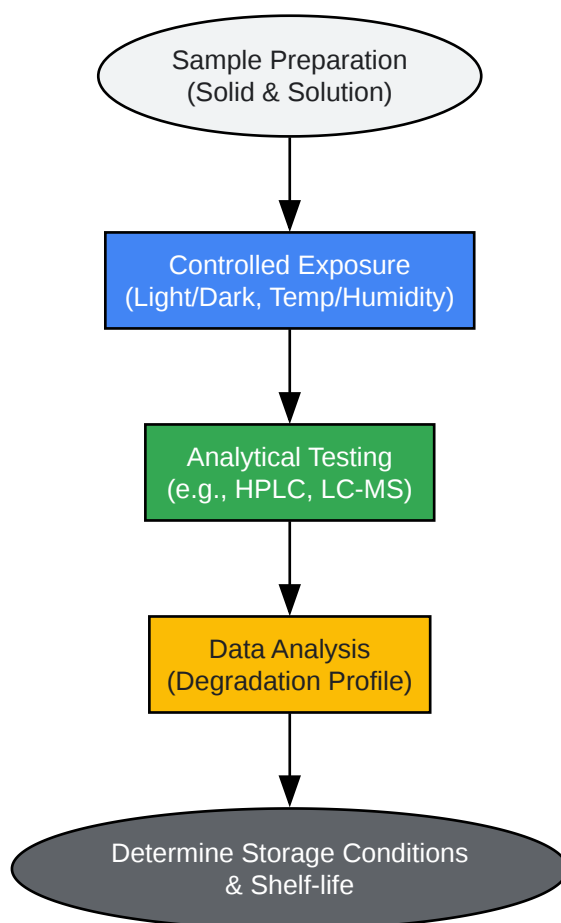 Sample Preparation
(Solid & Solution)
Controlled Exposure
(Light/Dark, Temp/Humidity)
Analytical Testing
(e.g., HPLC, LC-MS)
Data Analysis
(Degradation Profile)
Determine Storage Conditions
& Shelf-life